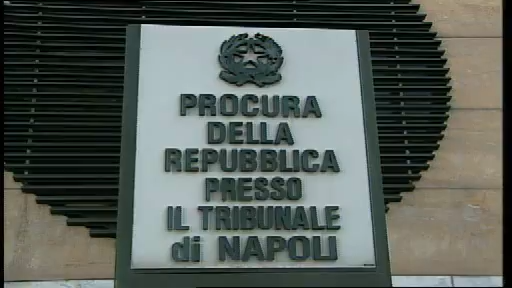 PROCURA
DELLA
REPUBBLICA
PRESSO
IL TRIBUNALE
di NAPOLI